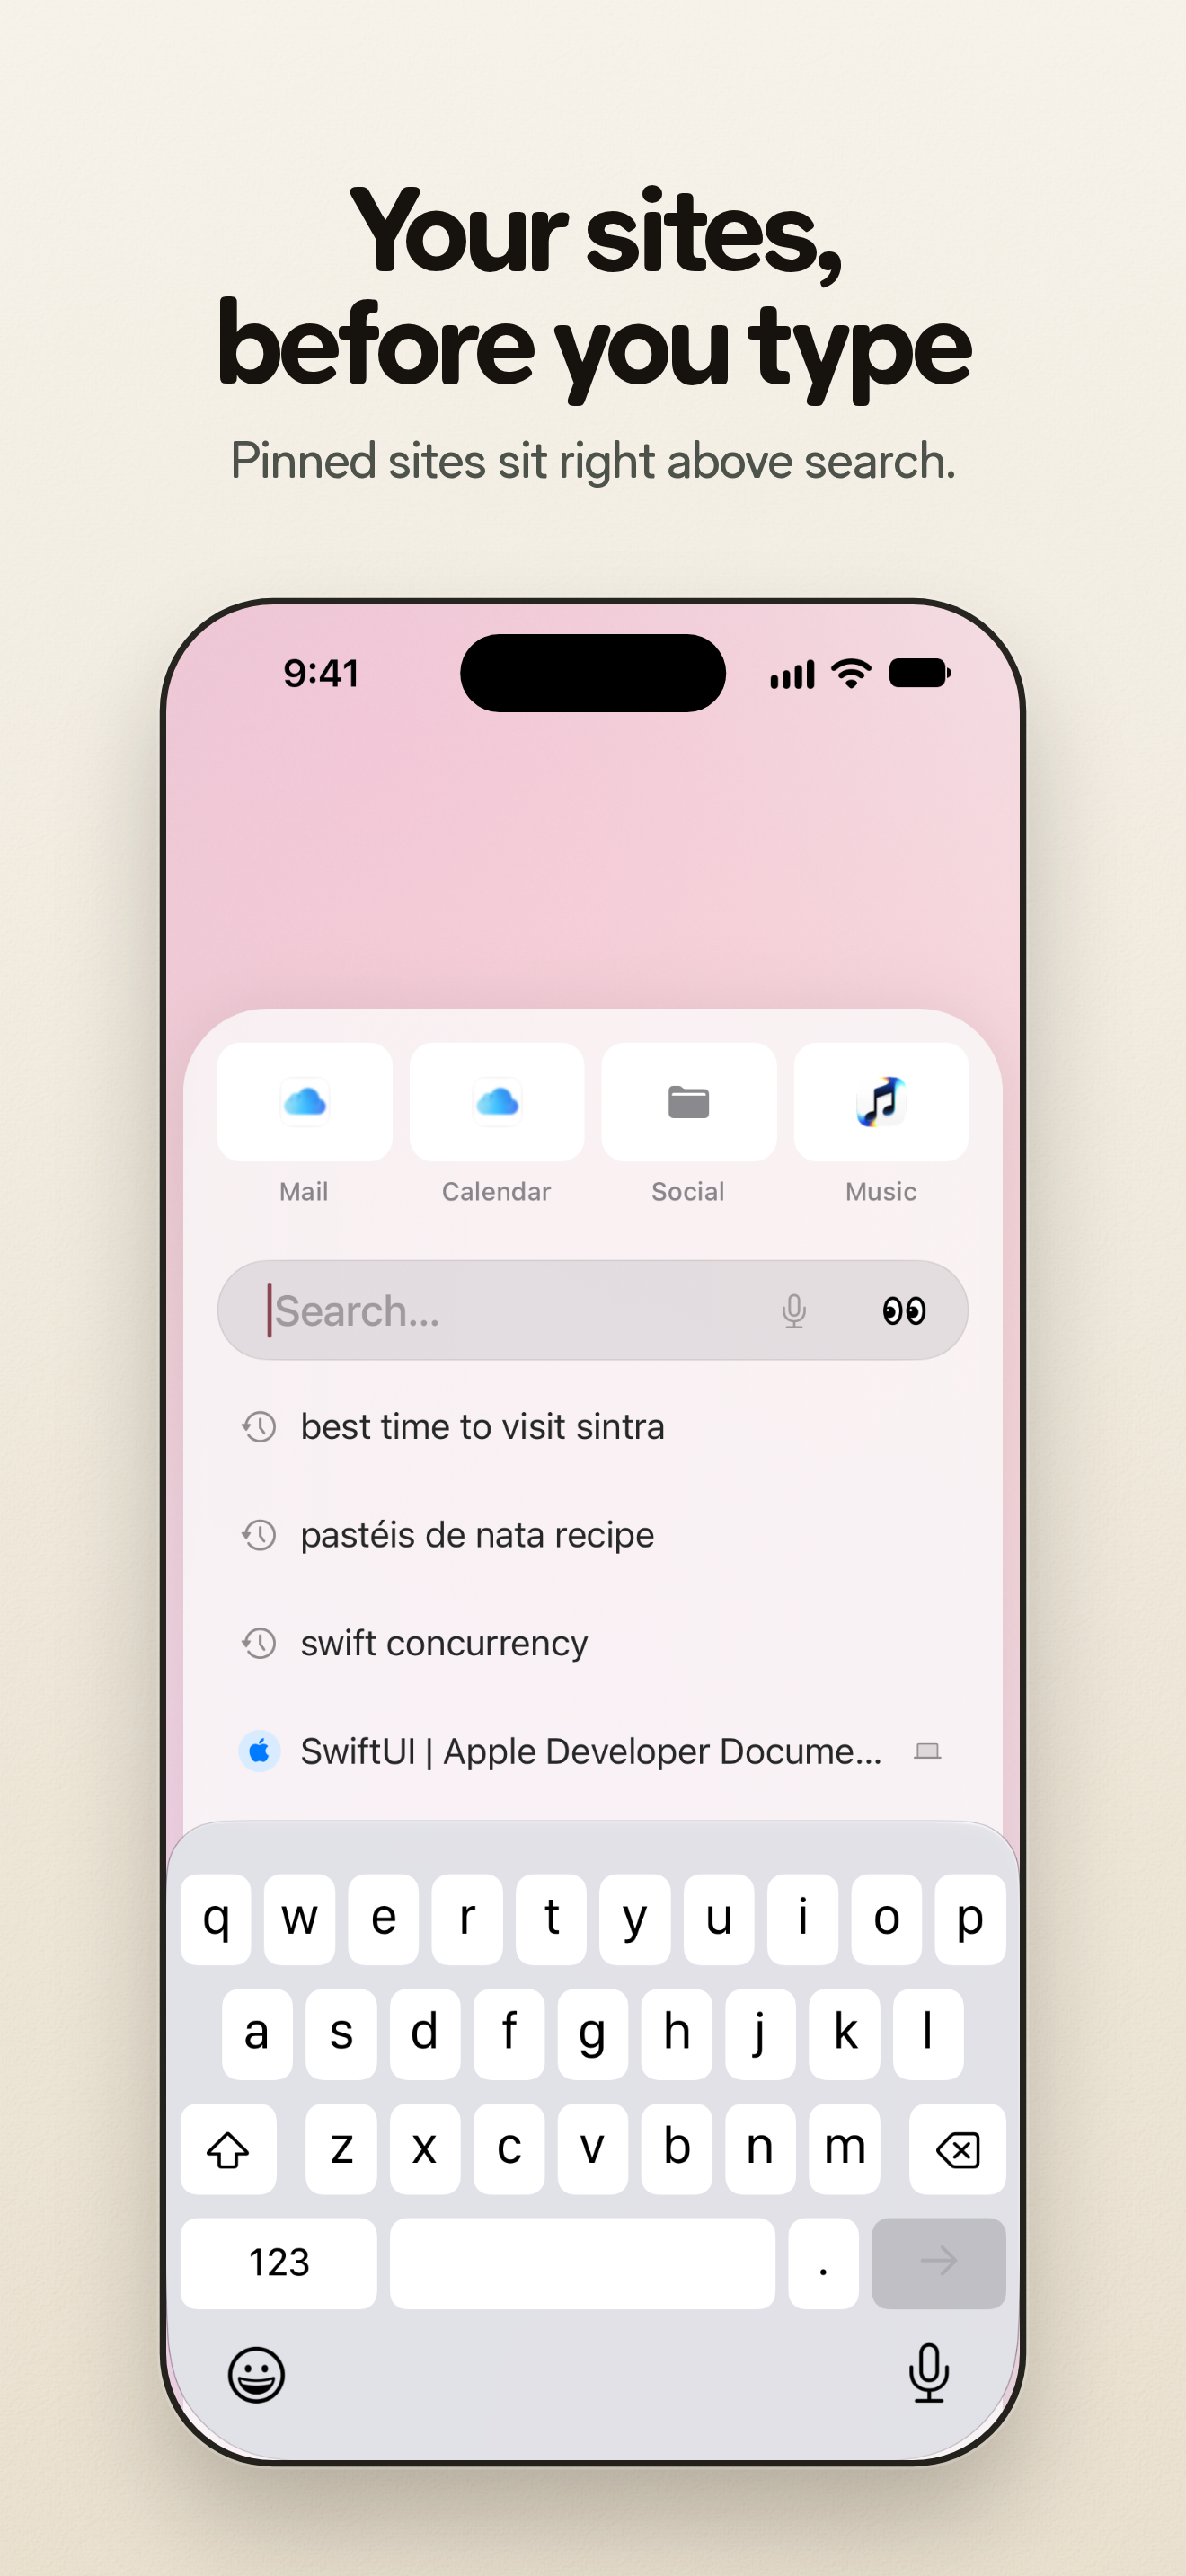 Your sites,
before you type
Pinned sites sit right above search.
9:41
Mail Calendar Social Music
Search...
best time to visit sintra
pastéis de nata recipe
swift concurrency
SwiftUI | Apple Developer Docume...
q w e r t y u i o p
a s d f g h j k l
z x c v b n m
123 .